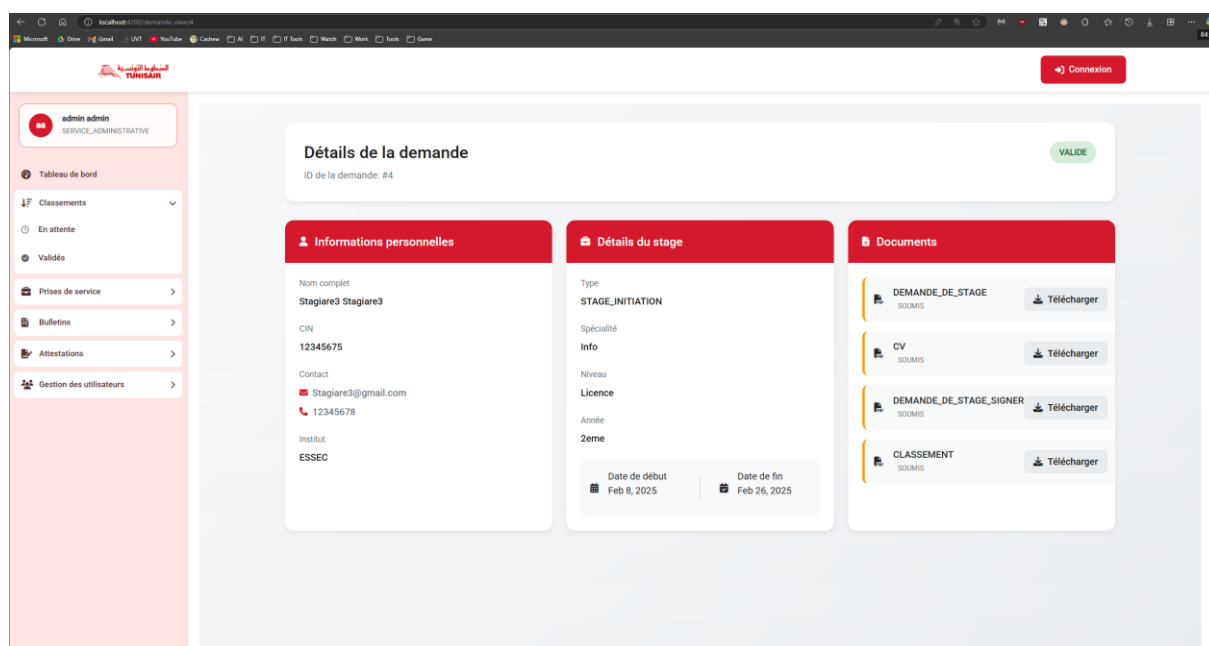 localhost:4200/demande-view/4
Microsoft Drive Gmail UVT YouTube Cashew AI IT IT Tools Watch Work Tools Game
04
الخطوط التونسية
TUNISAIR
Connexion
admin admin
SERVICE_ADMINISTRATIVE
Tableau de bord
Classements
En attente
Validés
Prises de service
Bulletins
Attestations
Gestion des utilisateurs
Détails de la demande
ID de la demande: #4
VALIDE
Informations personnelles
Nom complet
Stagiare3 Stagiare3
CIN
12345675
Contact
Stagiare3@gmail.com
12345678
Institut
ESSEC
Détails du stage
Type
STAGE_INITIATION
Spécialité
Info
Niveau
Licence
Année
2eme
Date de début
Feb 8, 2025
Date de fin
Feb 26, 2025
Documents
DEMANDE_DE_STAGE
SOUMIS
Télécharger
CV
SOUMIS
Télécharger
DEMANDE_DE_STAGE_SIGNER
SOUMIS
Télécharger
CLASSEMENT
SOUMIS
Télécharger